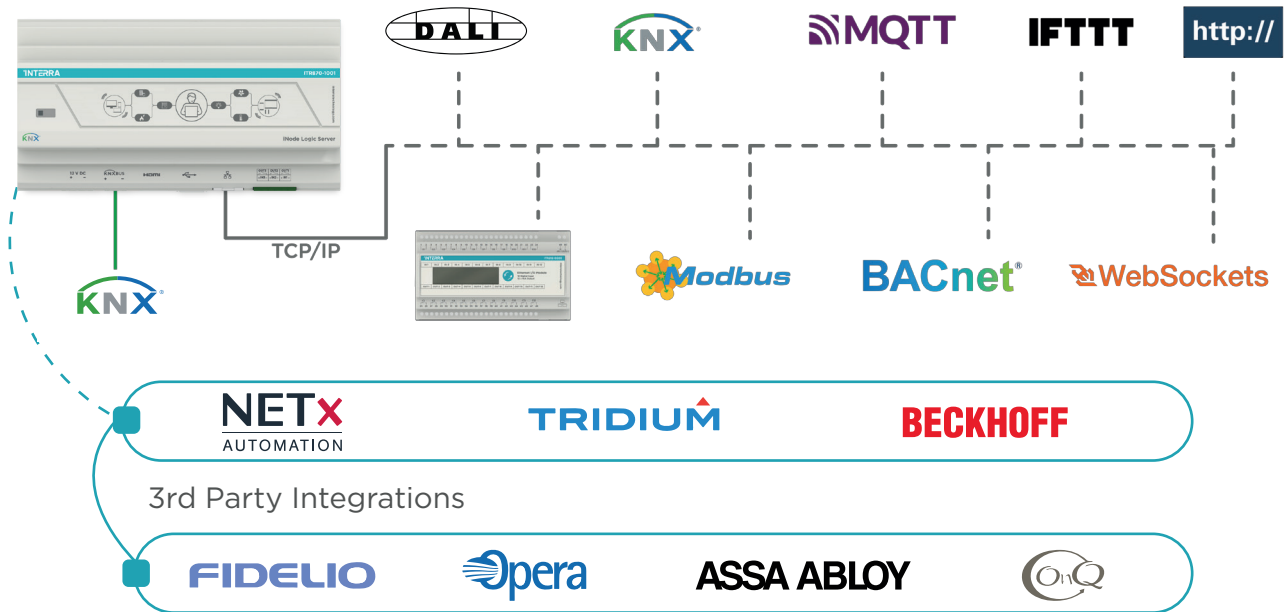 DALI
KNX®
MQTT
IFTTT
http://
INTERRA
ITR870-1001
KNX
iNode Logic Server
12 V DC
KNX BUS
HDMI
TCP/IP
KNX®
INTERRA
Modbus
BACnet®
WebSockets
NETx
AUTOMATION
TRIDIUM
BECKHOFF
3rd Party Integrations
FIDELIO
Opera
ASSA ABLOY
OnQ